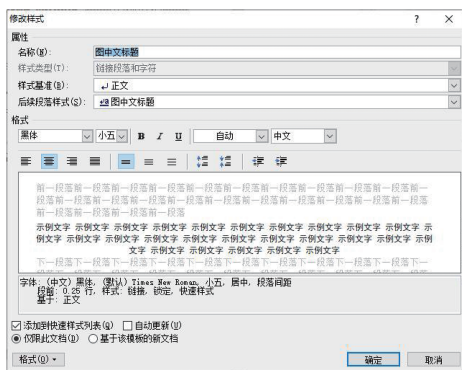 修改样式 ? ×
属性
名称(N): 图中文标题
样式类型(T): 链接段落和字符
样式基准(B): ↵ 正文
后续段落样式(S): 图中文标题
格式
黑体 小五 B I U 自动 中文
前一段落前一段落前一段落前一段落前一段落前一段落前一段落前一段落前一
段落前一段落前一段落前一段落前一段落前一段落前一段落前一段落前一段落
前一段落前一段落前一段落前一段落
示例文字 示例文字 示例文字 示例文字 示例文字 示例文字 示例文字 示
例文字 示例文字 示例文字 示例文字 示例文字 示例文字 示例文字 示例
文字 示例文字 示例文字 示例文字 示例文字 示例文字
下一段落下一段落下一段落下一段落下一段落下一段落下一段落下一段落下一
字体: (中文) 黑体, (默认) Times New Roman, 小五, 居中, 段落间距
段前: 0.25 行, 样式: 链接, 锁定, 快速样式
基于: 正文
添加到快速样式列表(Q) 自动更新(U)
仅限此文档(D) 基于该模板的新文档
格式(O) 确定 取消